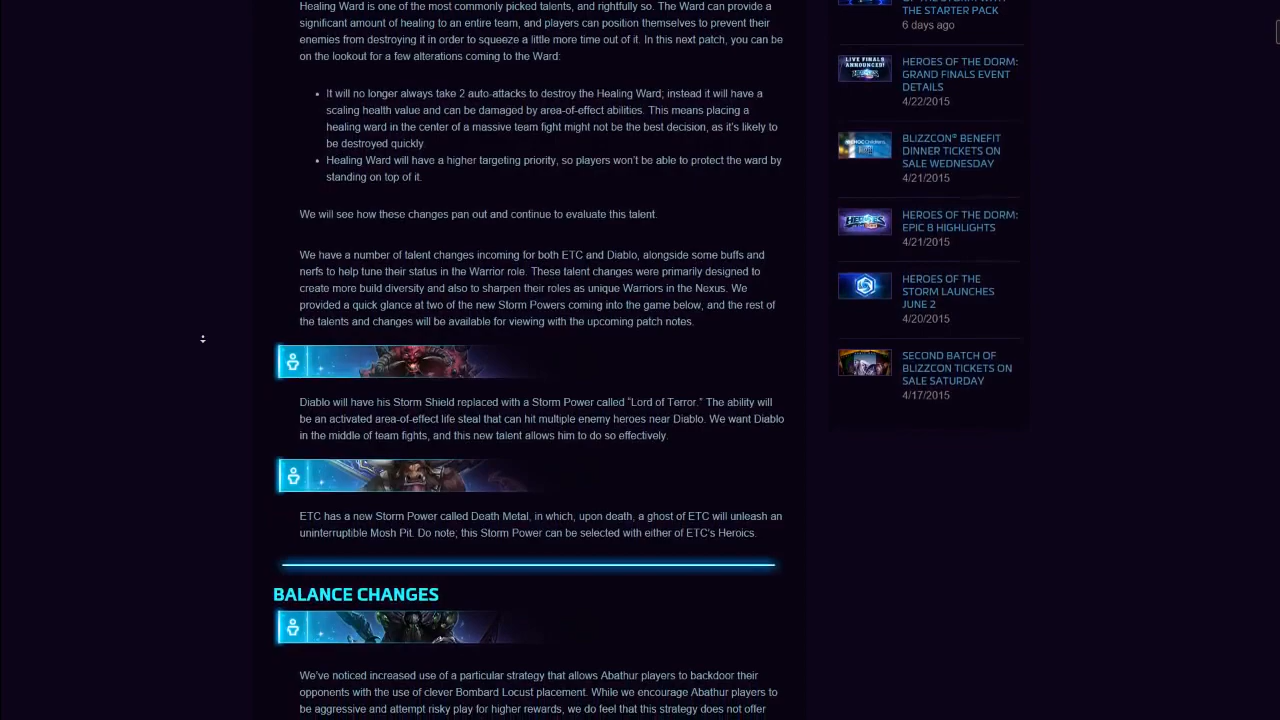 Healing Ward is one of the most commonly picked talents, and rightfully so. The Ward can provide a
significant amount of healing to an entire team, and players can position themselves to prevent their
enemies from destroying it in order to squeeze a little more time out of it. In this next patch, you can be
on the lookout for a few alterations coming to the Ward:
• It will no longer always take 2 auto-attacks to destroy the Healing Ward; instead it will have a
scaling health value and can be damaged by area-of-effect abilities. This means placing a
healing ward in the center of a massive team fight might not be the best decision, as it's likely to
be destroyed quickly
• Healing Ward will have a higher targeting priority, so players won't be able to protect the ward by
standing on top of it.
We will see how these changes pan out and continue to evaluate this talent.
We have a number of talent changes incoming for both ETC and Diablo, alongside some buffs and
nerfs to help tune their status in the Warrior role. These talent changes were primarily designed to
create more build diversity and also to sharpen their roles as unique Warriors in the Nexus. We
provided a quick glance at two of the new Storm Powers coming into the game below, and the rest of
the talents and changes will be available for viewing with the upcoming patch notes.
Diablo will have his Storm Shield replaced with a Storm Power called “Lord of Terror.” The ability will
be an activated area-of-effect life steal that can hit multiple enemy heroes near Diablo. We want Diablo
in the middle of team fights, and this new talent allows him to do so effectively.
ETC has a new Storm Power called Death Metal, in which, upon death, a ghost of ETC will unleash an
uninterruptible Mosh Pit. Do note; this Storm Power can be selected with either of ETC's Heroics.
BALANCE CHANGES
We've noticed increased use of a particular strategy that allows Abathur players to backdoor their
opponents with the use of clever Bombard Locust placement. While we encourage Abathur players to
be aggressive and attempt risky play for higher rewards, we do feel that this strategy does not offer
THE STARTER PACK
6 days ago
HEROES OF THE DORM:
GRAND FINALS EVENT
DETAILS
4/22/2015
BLIZZCON® BENEFIT
DINNER TICKETS ON
SALE WEDNESDAY
4/21/2015
HEROES OF THE DORM:
EPIC 8 HIGHLIGHTS
4/21/2015
HEROES OF THE
STORM LAUNCHES
JUNE 2
4/20/2015
SECOND BATCH OF
BLIZZCON TICKETS ON
SALE SATURDAY
4/17/2015